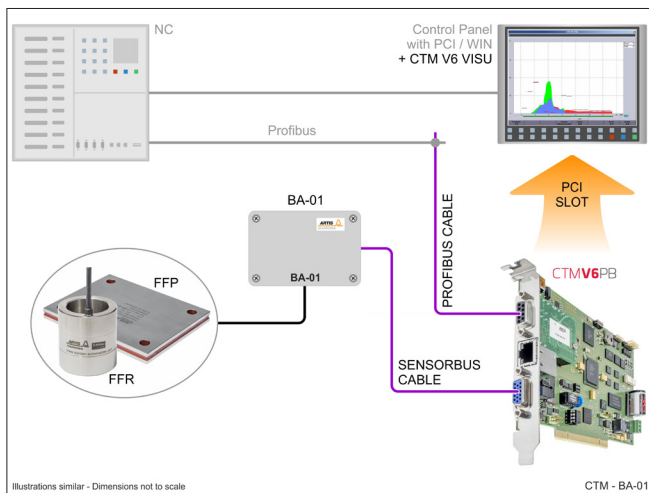 NC
Control Panel
with PCI / WIN
+ CTM V6 VISU
Profibus
BA-01
ARTIS
BA-01
PROFIBUS CABLE
PCI
SLOT
CTMV6PB
FFP
FFR
SENSORBUS
CABLE
Illustrations similar - Dimensions not to scale
CTM - BA-01